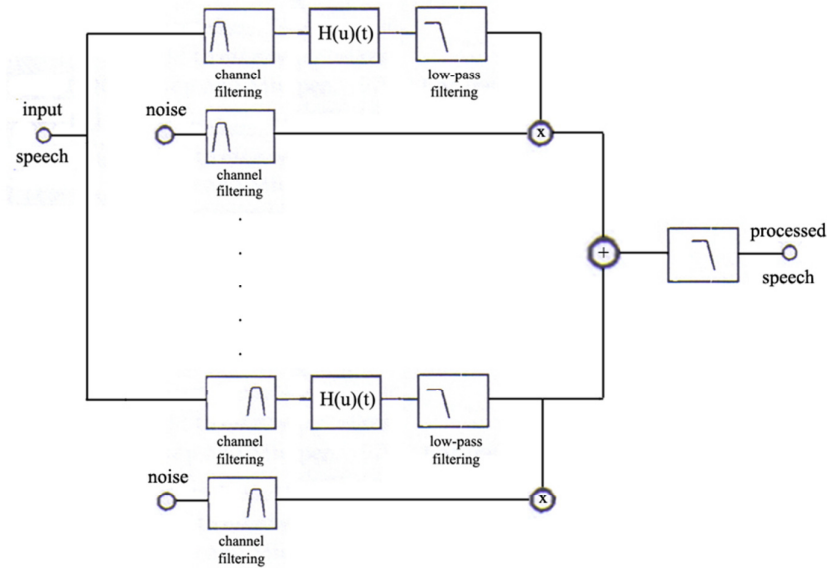 channel
filtering
H(u)(t)
low-pass
filtering
input
speech
noise
channel
filtering
x
+
processed
speech
channel
filtering
H(u)(t)
low-pass
filtering
noise
channel
filtering
x